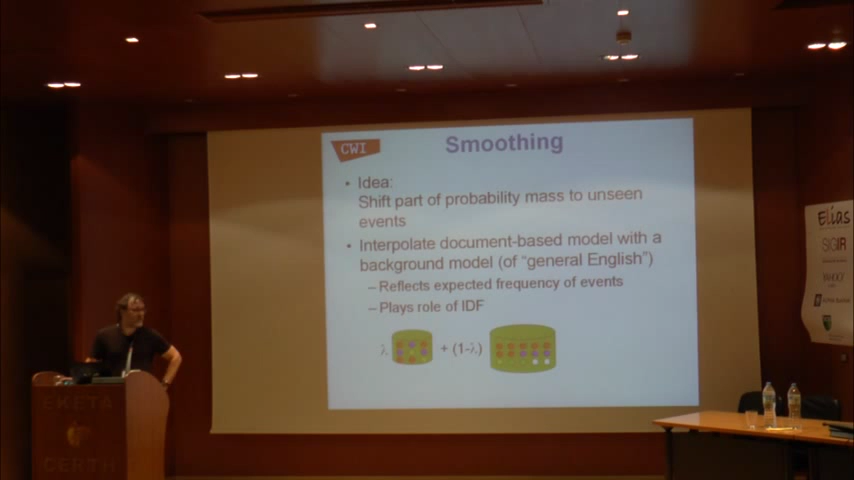 CWI
Smoothing
• Idea:
Shift part of probability mass to unseen
events
• Interpolate document-based model with a
background model (of “general English”)
– Reflects expected frequency of events
– Plays role of IDF
λ + (1-λ)
Elias
SIGIR
YAHOO!
EKETA
CERTH